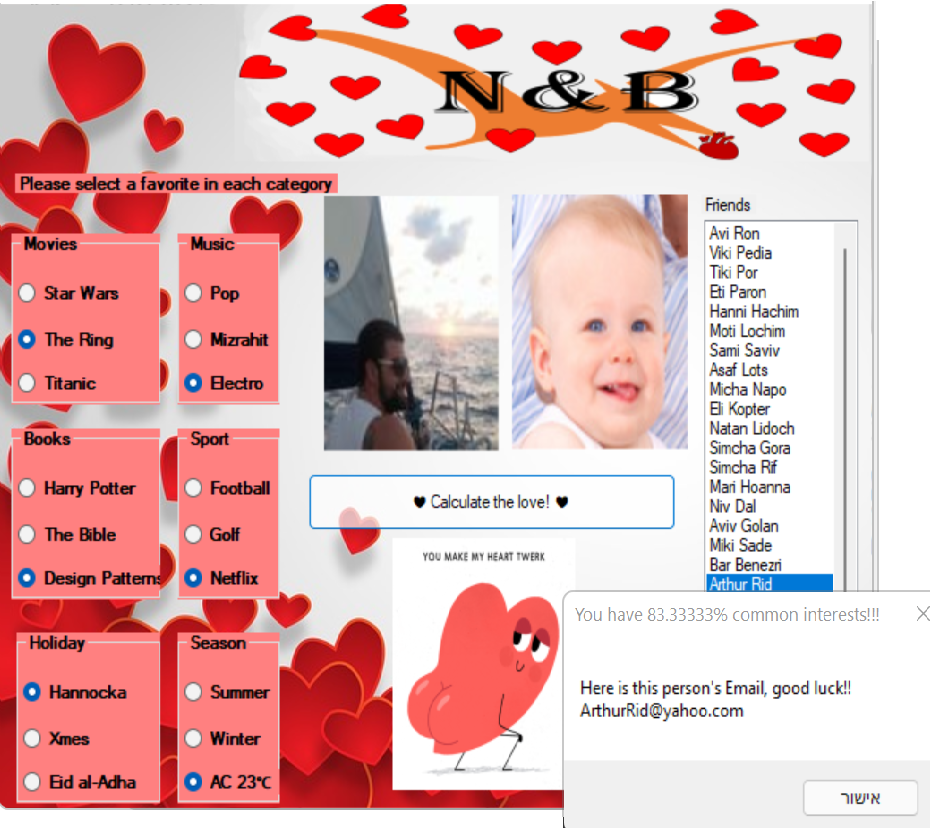 N & B
Please select a favorite in each category
Movies
Star Wars
The Ring
Titanic
Music
Pop
Mizrahit
Electro
Books
Harry Potter
The Bible
Design Patterns
Sport
Football
Golf
Netflix
Holiday
Hannocka
Xmes
Eid al-Adha
Season
Summer
Winter
AC 23℃
♥ Calculate the love! ♥
YOU MAKE MY HEART TWERK
Friends
Avi Ron
Viki Pedia
Tiki Por
Eti Paron
Hanni Hachim
Moti Lochim
Sami Saviv
Asaf Lots
Micha Napo
Eli Kopter
Natan Lidoch
Simcha Gora
Simcha Rif
Mari Hoanna
Niv Dal
Aviv Golan
Miki Sade
Bar Benezri
Arthur Rid
You have 83.33333% common interests!!!
Here is this person's Email, good luck!!
ArthurRid@yahoo.com
אישור